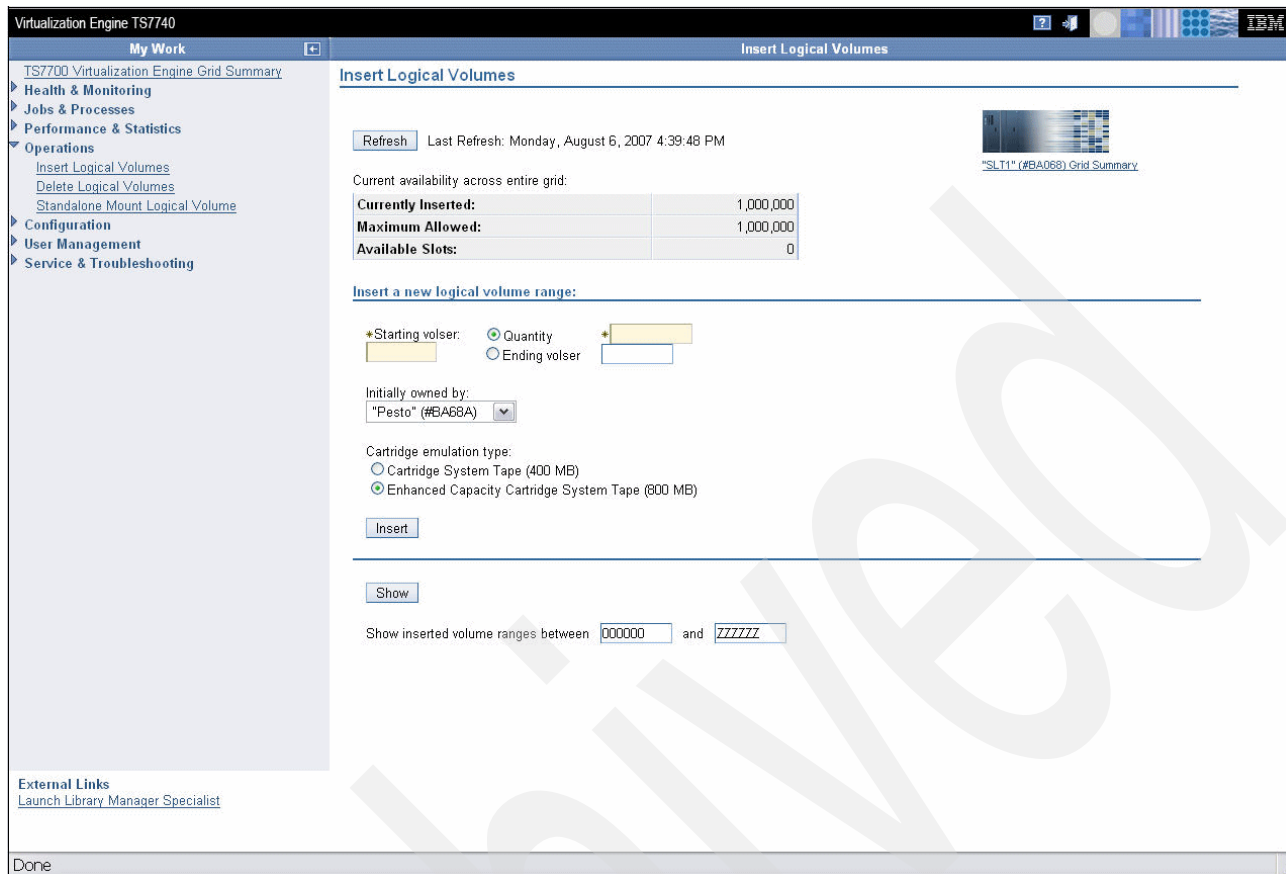 Virtualization Engine TS7740
? IBM
My Work
Insert Logical Volumes
TS7700 Virtualization Engine Grid Summary
Health & Monitoring
Jobs & Processes
Performance & Statistics
Operations
Insert Logical Volumes
Delete Logical Volumes
Standalone Mount Logical Volume
Configuration
User Management
Service & Troubleshooting
External Links
Launch Library Manager Specialist
Insert Logical Volumes
Refresh Last Refresh: Monday, August 6, 2007 4:39:48 PM
"SLT1" (#BA068) Grid Summary
Current availability across entire grid:
Currently Inserted: 1,000,000
Maximum Allowed: 1,000,000
Available Slots: 0
Insert a new logical volume range:
*Starting volser: Quantity *
Ending volser
Initially owned by:
"Pesto" (#BA68A)
Cartridge emulation type:
Cartridge System Tape (400 MB)
Enhanced Capacity Cartridge System Tape (800 MB)
Insert
Show
Show inserted volume ranges between 000000 and ZZZZZZ
Done